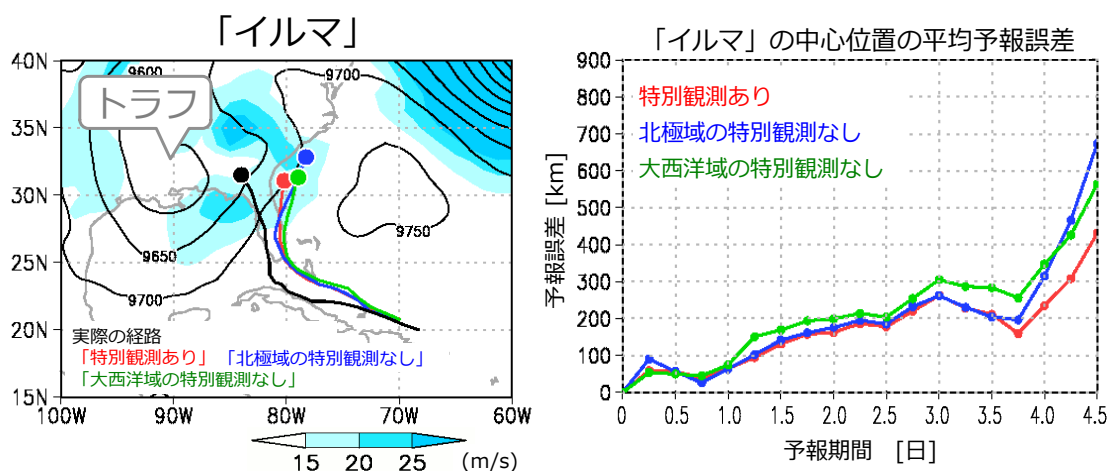 「イルマ」
40N
35N
30N
25N
20N
15N
100W
90W
80W
70W
60W
トラフ
9600
9700
9650
9700
9750
実際の経路
「特別観測あり」 「北極域の特別観測なし」
「大西洋域の特別観測なし」
15 20 25 (m/s)
「イルマ」の中心位置の平均予報誤差
予報誤差 [km]
900
800
700
600
500
400
300
200
100
0
特別観測あり
北極域の特別観測なし
大西洋域の特別観測なし
0 0.5 1.0 1.5 2.0 2.5 3.0 3.5 4.0 4.5
予報期間 [日]